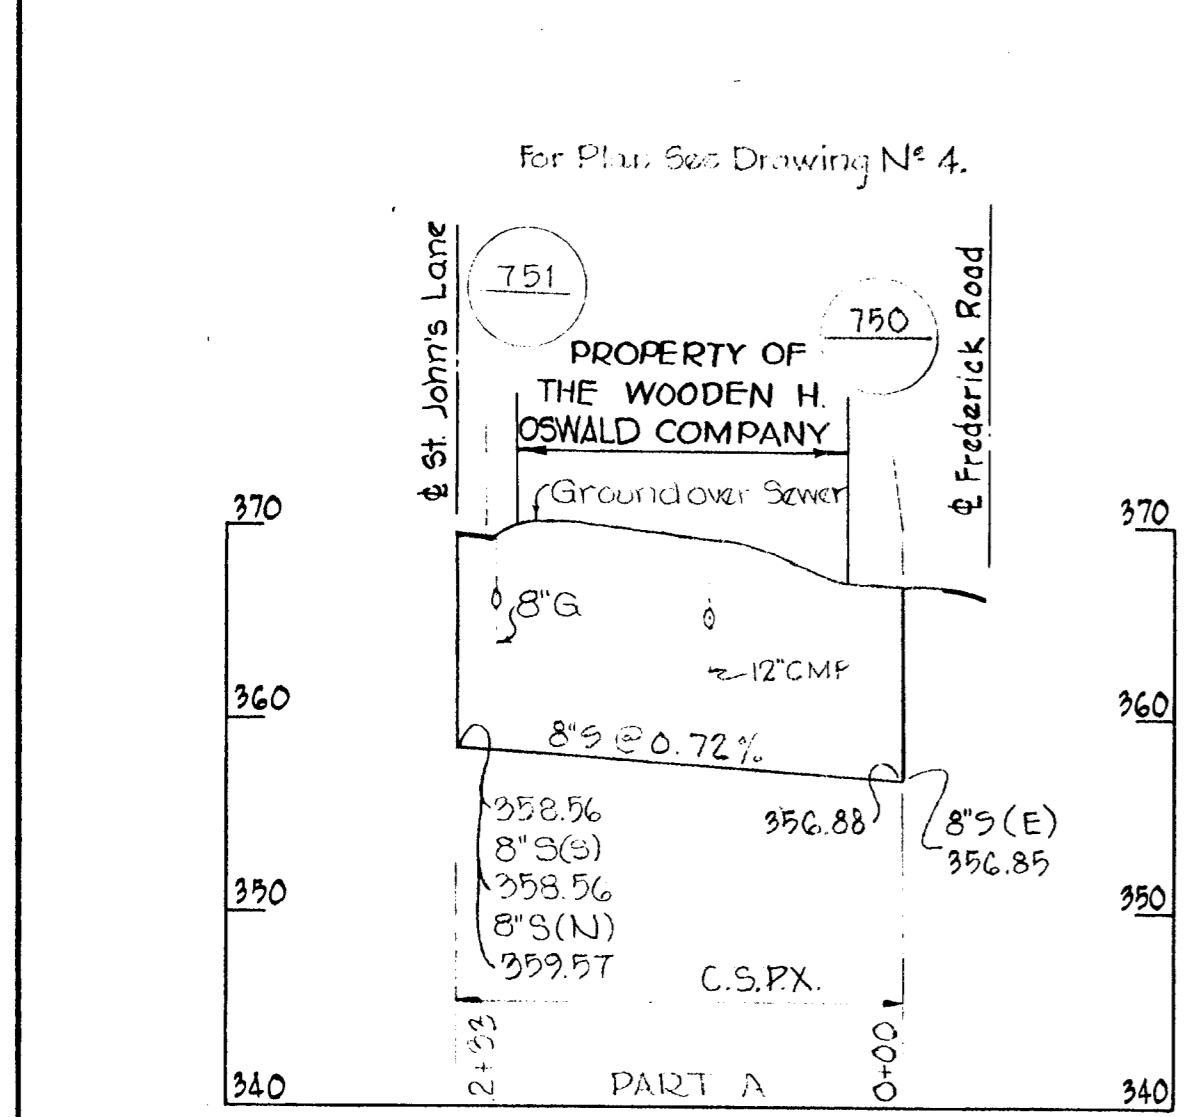 For Plan See Drawing Nº 4.
℄ St. John's Lane
751
750
℄ Frederick Road
PROPERTY OF
THE WOODEN H.
OSWALD COMPANY
Ground over Sewer
370
370
8"G
12"CMP
360
360
8"S @ 0.72%
358.56
8"S(S)
358.56
8"S(N)
359.57
356.88
8"S(E)
356.85
350
350
C.S.P.X.
2+33
0+00
340
PART A
340